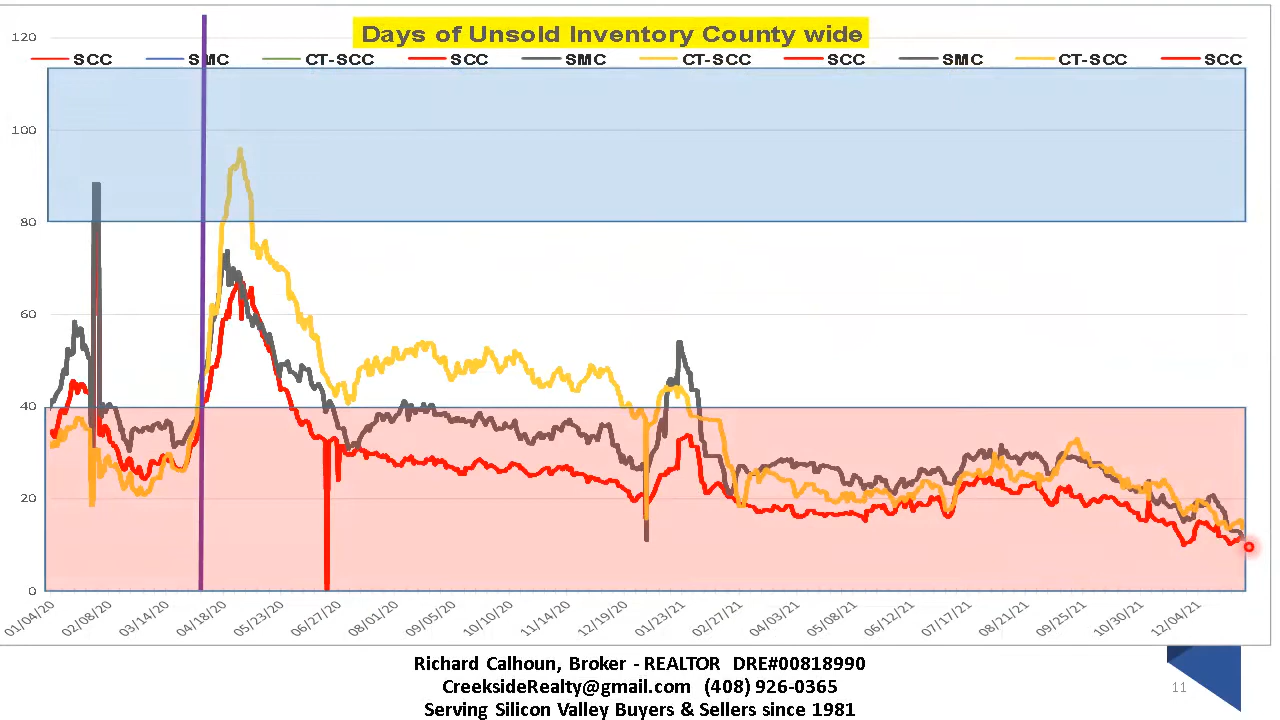 Days of Unsold Inventory County wide
SCC SMC CT-SCC SCC SMC CT-SCC SCC SMC CT-SCC SCC
120
100
80
60
40
20
0
01/04/20 02/08/20 03/14/20 04/18/20 05/23/20 06/27/20 08/01/20 09/05/20 10/10/20 11/14/20 12/19/20 01/23/21 02/27/21 04/03/21 05/08/21 06/12/21 07/17/21 08/21/21 09/25/21 10/30/21 12/04/21
Richard Calhoun, Broker - REALTOR DRE#00818990
CreeksideRealty@gmail.com (408) 926-0365
Serving Silicon Valley Buyers & Sellers since 1981
11